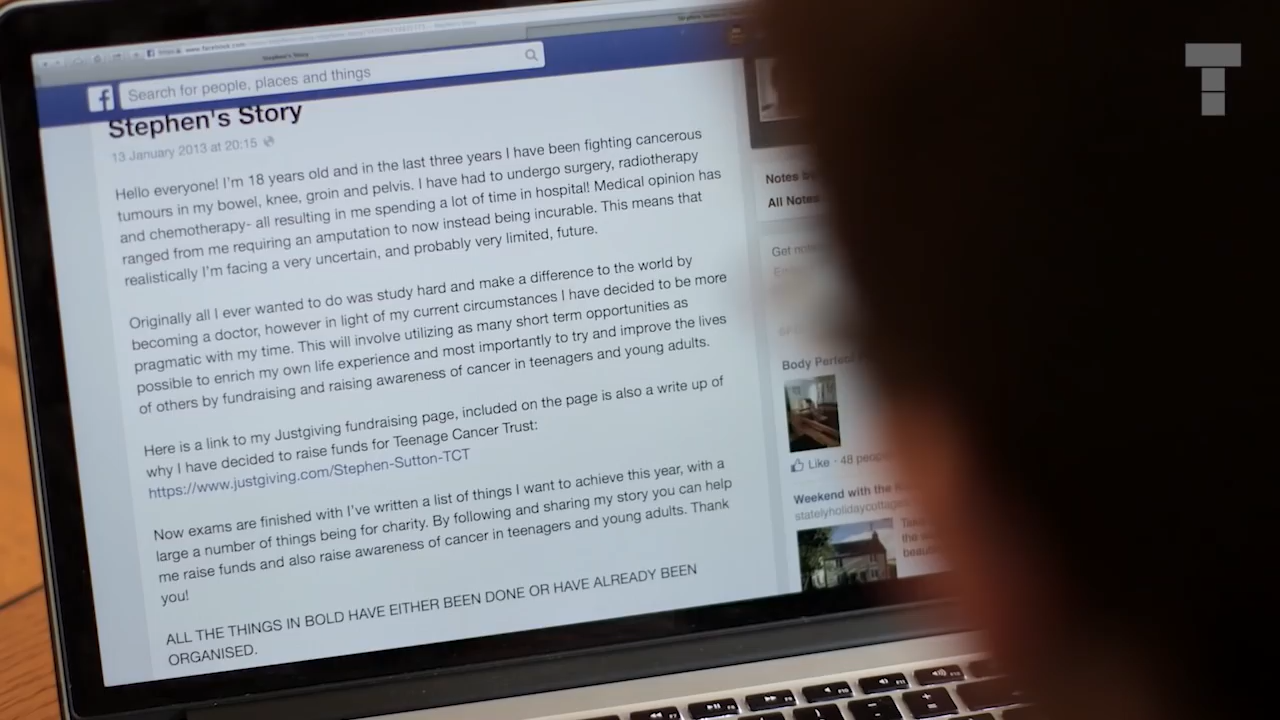 T
www.facebook.com
Stephen's Story
f
Search for people, places and things
Stephen's Story
13 January 2013 at 20:15
Hello everyone! I'm 18 years old and in the last three years I have been fighting cancerous
tumours in my bowel, knee, groin and pelvis. I have had to undergo surgery, radiotherapy
and chemotherapy- all resulting in me spending a lot of time in hospital! Medical opinion has
ranged from me requiring an amputation to now instead being incurable. This means that
realistically I'm facing a very uncertain, and probably very limited, future.
Originally all I ever wanted to do was study hard and make a difference to the world by
becoming a doctor, however in light of my current circumstances I have decided to be more
pragmatic with my time. This will involve utilizing as many short term opportunities as
possible to enrich my own life experience and most importantly to try and improve the lives
of others by fundraising and raising awareness of cancer in teenagers and young adults.
Here is a link to my Justgiving fundraising page, included on the page is also a write up of
why I have decided to raise funds for Teenage Cancer Trust:
https://www.justgiving.com/Stephen-Sutton-TCT
Now exams are finished with I've written a list of things I want to achieve this year, with a
large a number of things being for charity. By following and sharing my story you can help
me raise funds and also raise awareness of cancer in teenagers and young adults. Thank
you!
ALL THE THINGS IN BOLD HAVE EITHER BEEN DONE OR HAVE ALREADY BEEN
ORGANISED.
Notes
All Notes
Get
Body Perfect
Like · 48
Weekend with the
the